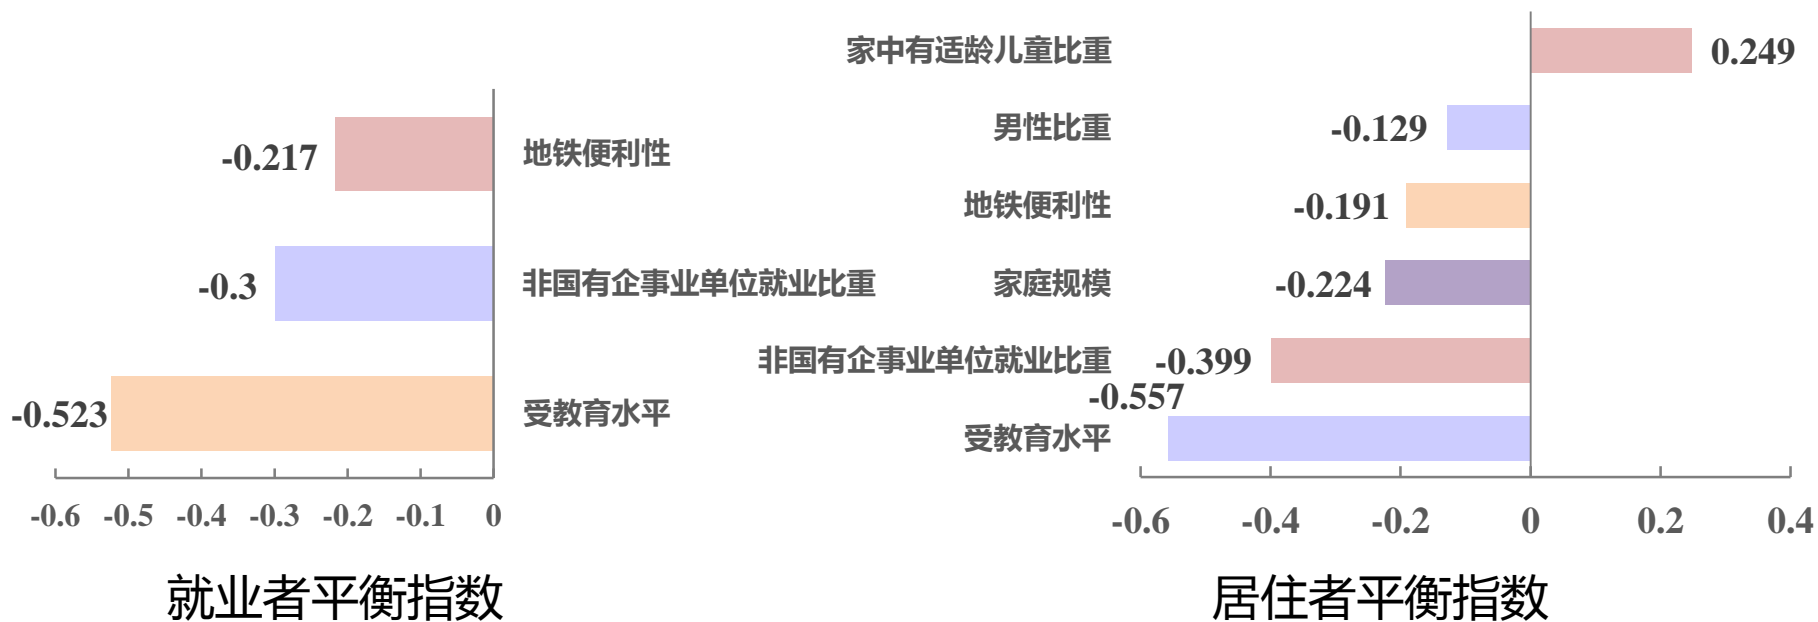 -0.217 地铁便利性
-0.3 非国有企事业单位就业比重
-0.523 受教育水平
-0.6 -0.5 -0.4 -0.3 -0.2 -0.1 0
就业者平衡指数
家中有适龄儿童比重 0.249
男性比重 -0.129
地铁便利性 -0.191
家庭规模 -0.224
非国有企事业单位就业比重 -0.399
-0.557
受教育水平
-0.6 -0.4 -0.2 0 0.2 0.4
居住者平衡指数